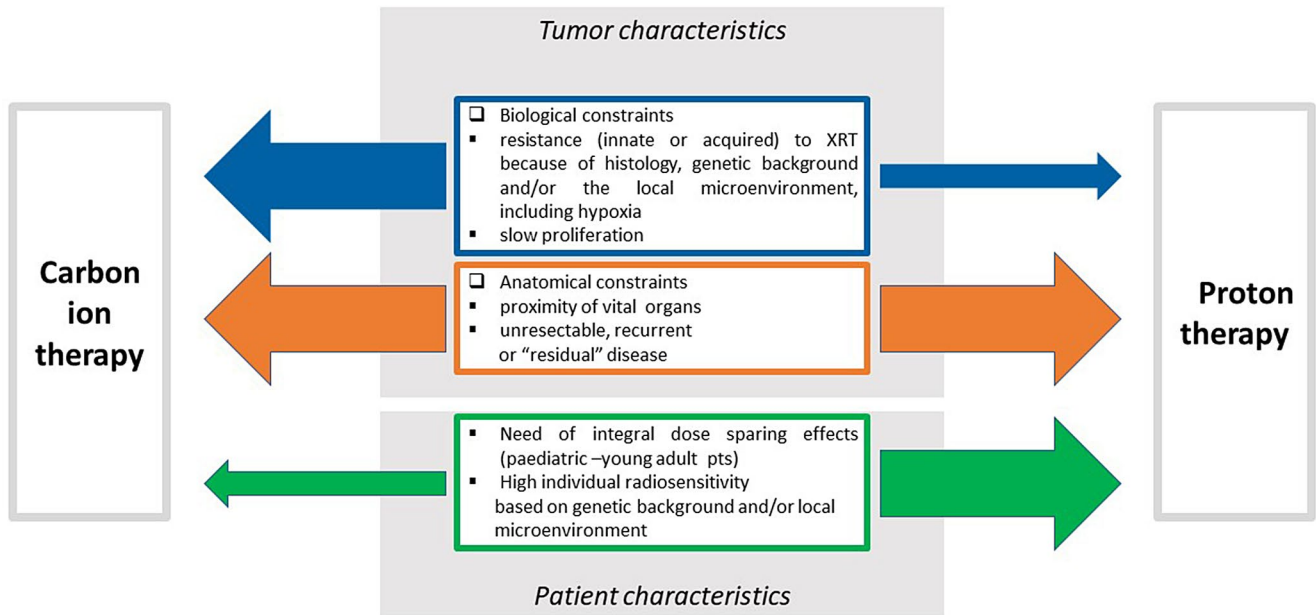 Tumor characteristics
❑ Biological constraints
▪ resistance (innate or acquired) to XRT
because of histology, genetic background
and/or the local microenvironment,
including hypoxia
▪ slow proliferation
❑ Anatomical constraints
▪ proximity of vital organs
▪ unresectable, recurrent
or “residual” disease
▪ Need of integral dose sparing effects
(paediatric –young adult pts)
▪ High individual radiosensitivity
based on genetic background and/or local
microenvironment
Patient characteristics
Carbon
ion
therapy
Proton
therapy